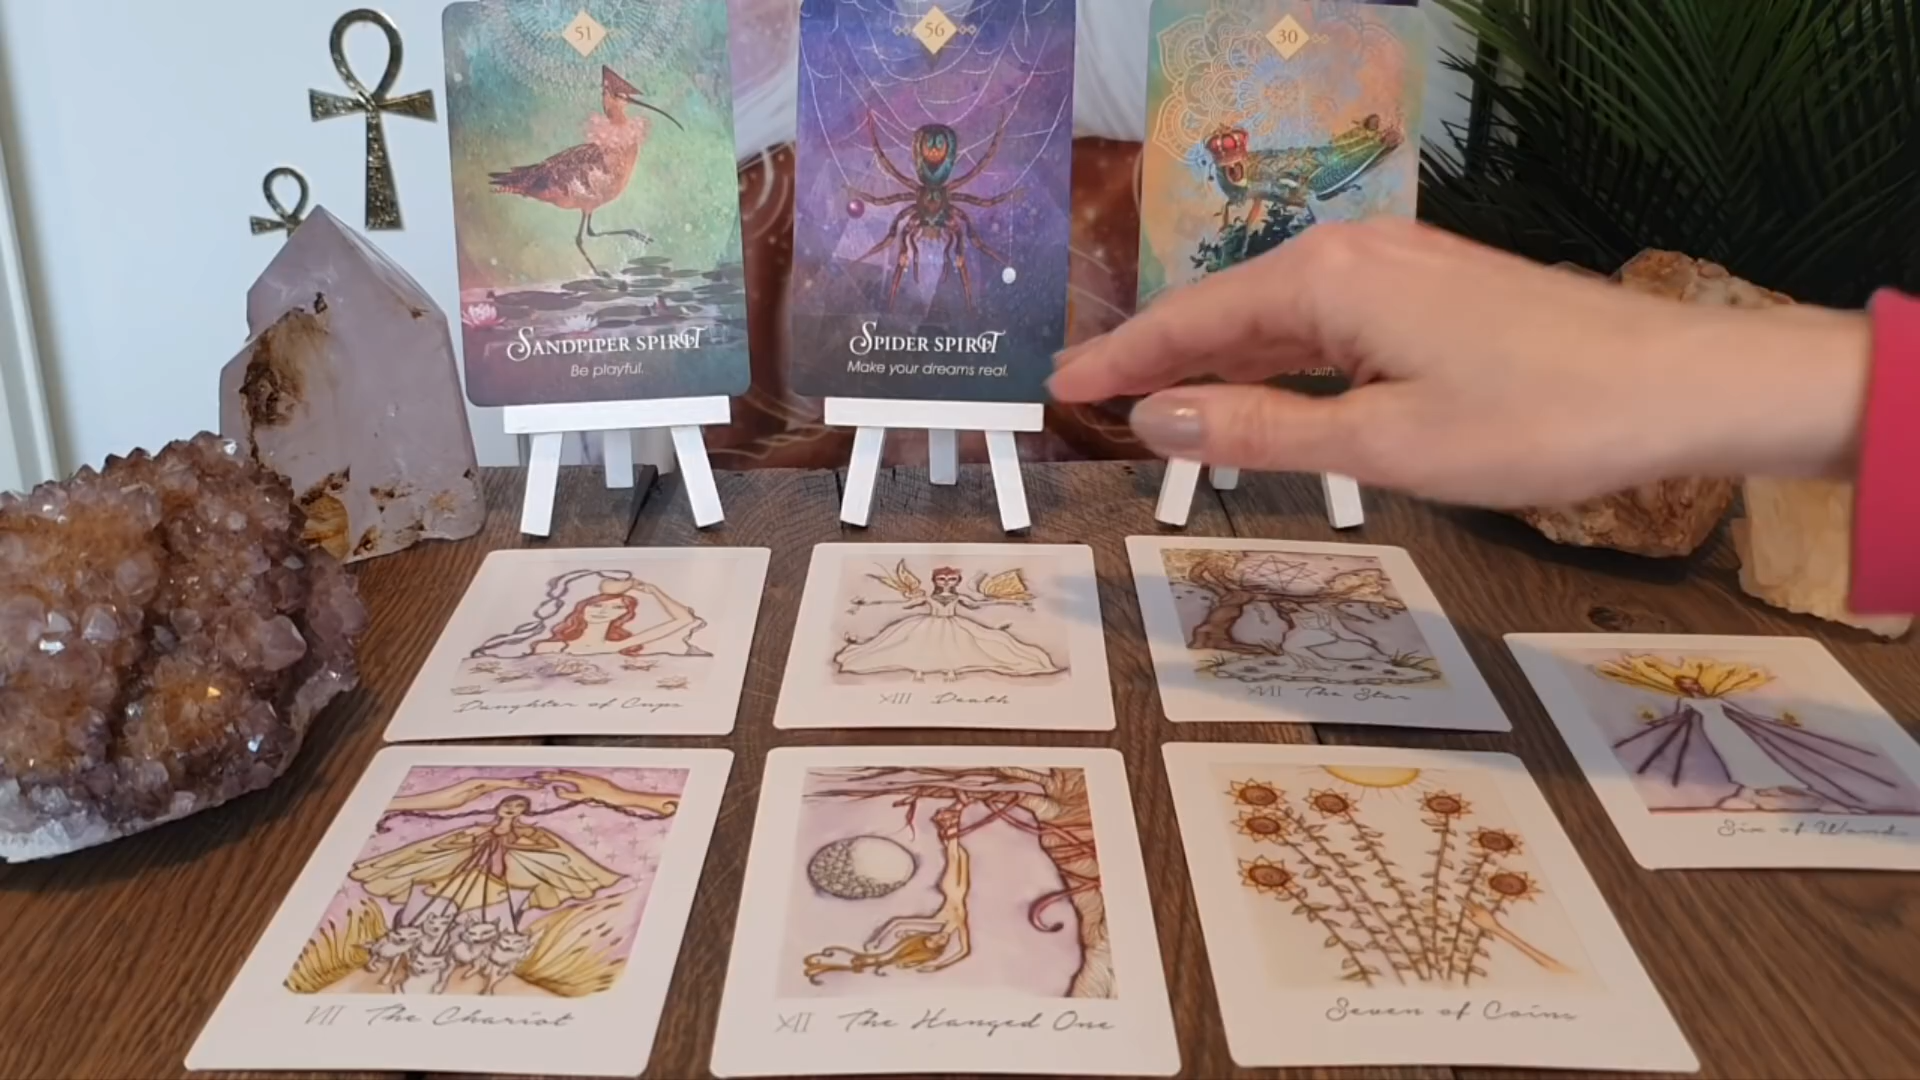 51
SANDPIPER SPIRIT
Be playful.
56
SPIDER SPIRIT
Make your dreams real.
30
faith.
Daughter of Cups
XIII Death
XVII The Star
Six of Wands
VII The Chariot
XII The Hanged One
Seven of Coins